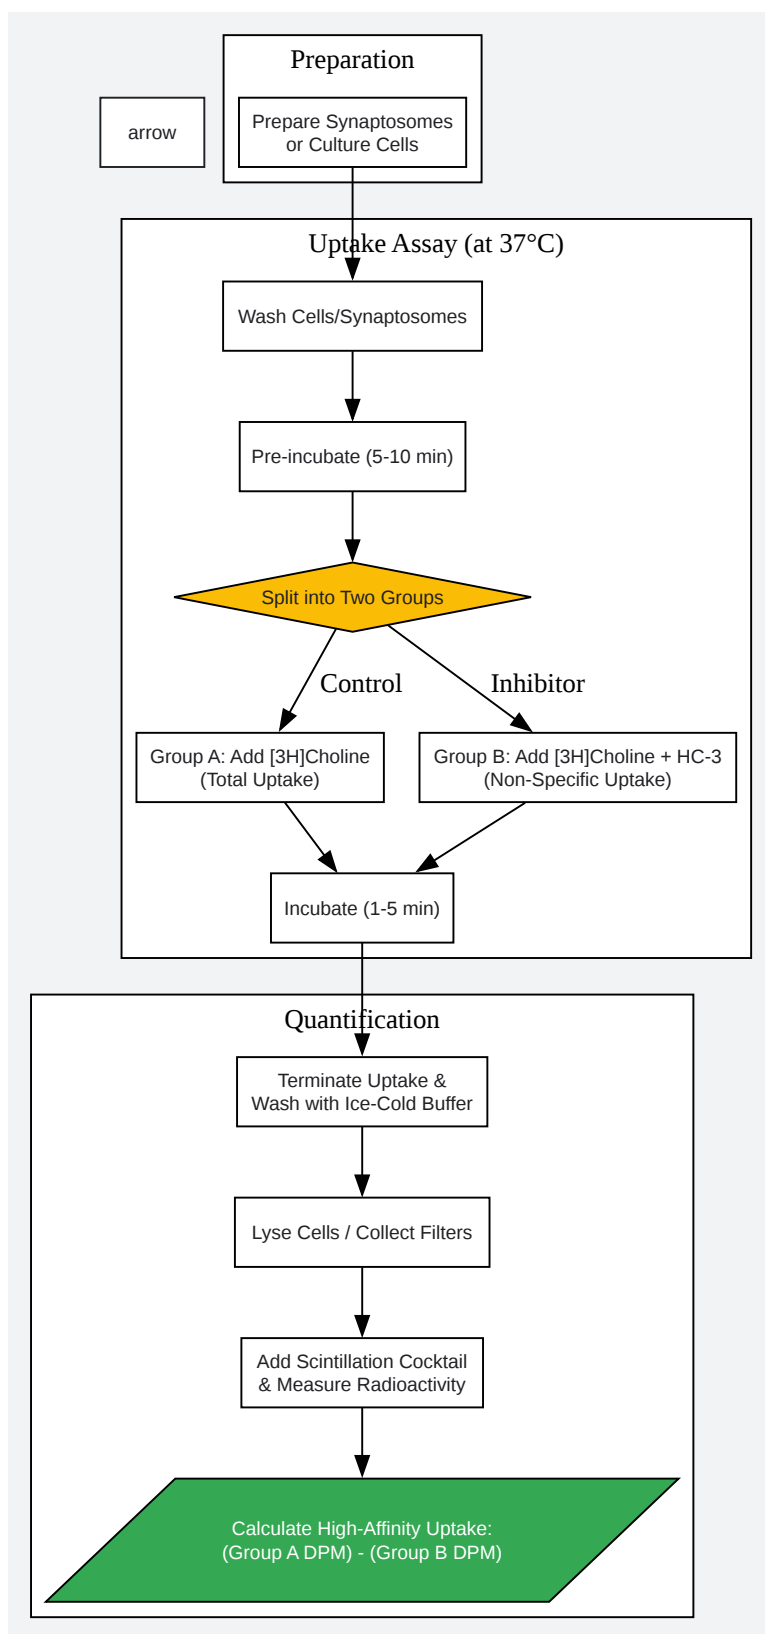 Preparation
arrow
Prepare Synaptosomes
or Culture Cells
Uptake Assay (at 37°C)
Wash Cells/Synaptosomes
Pre-incubate (5-10 min)
Split into Two Groups
Control
Inhibitor
Group A: Add [3H]Choline
(Total Uptake)
Group B: Add [3H]Choline + HC-3
(Non-Specific Uptake)
Incubate (1-5 min)
Quantification
Terminate Uptake &
Wash with Ice-Cold Buffer
Lyse Cells / Collect Filters
Add Scintillation Cocktail
& Measure Radioactivity
Calculate High-Affinity Uptake:
(Group A DPM) - (Group B DPM)